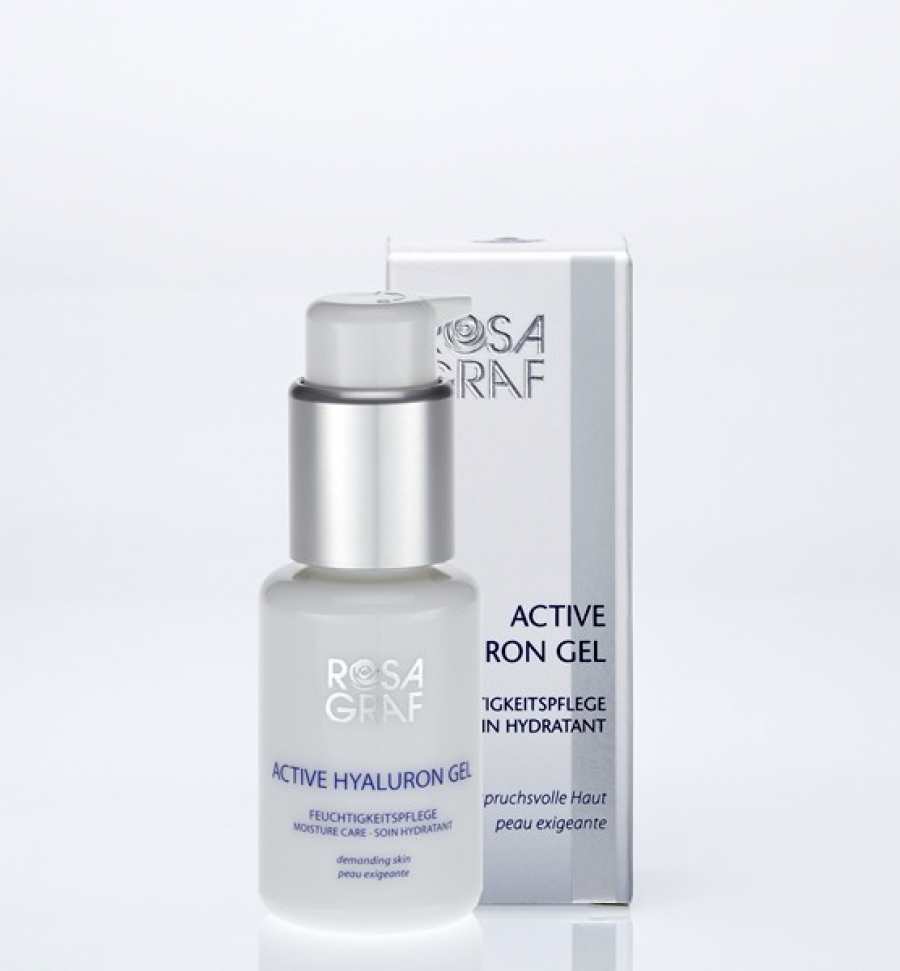 ROSA
GRAF
ACTIVE HYALURON GEL
FEUCHTIGKEITSPFLEGE
MOISTURE CARE · SOIN HYDRATANT
demanding skin
peau exigeante
ROSA
GRAF
ACTIVE
RON GEL
TIGKEITSPFLEGE
IN HYDRATANT
spruchsvolle Haut
peau exigeante